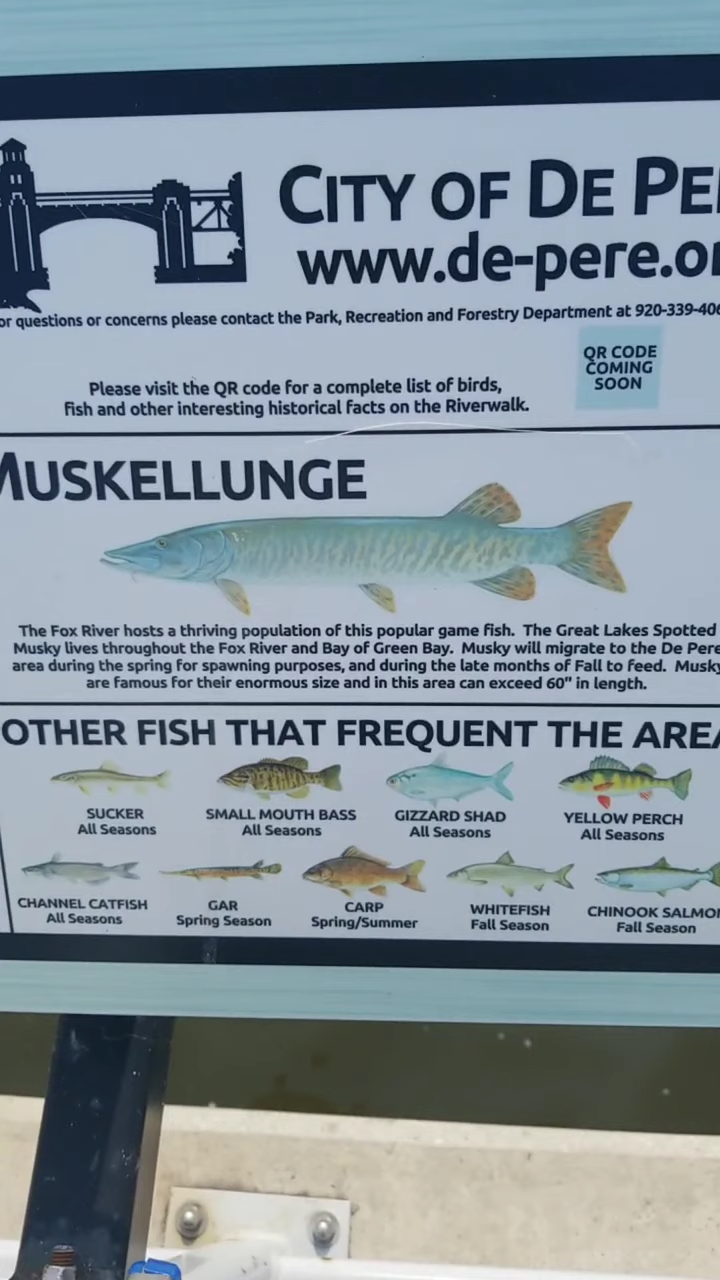 CITY OF DE PE
www.de-pere.o
or questions or concerns please contact the Park, Recreation and Forestry Department at 920-339-406
QR CODE
COMING
SOON
Please visit the QR code for a complete list of birds,
fish and other interesting historical facts on the Riverwalk.
MUSKELLUNGE
The Fox River hosts a thriving population of this popular game fish. The Great Lakes Spotted
Musky lives throughout the Fox River and Bay of Green Bay. Musky will migrate to the De Pere
area during the spring for spawning purposes, and during the late months of Fall to feed. Musky
are famous for their enormous size and in this area can exceed 60" in length.
OTHER FISH THAT FREQUENT THE AREA
SUCKER
All Seasons
SMALL MOUTH BASS
All Seasons
GIZZARD SHAD
All Seasons
YELLOW PERCH
All Seasons
CHANNEL CATFISH
All Seasons
GAR
Spring Season
CARP
Spring/Summer
WHITEFISH
Fall Season
CHINOOK SALMON
Fall Season